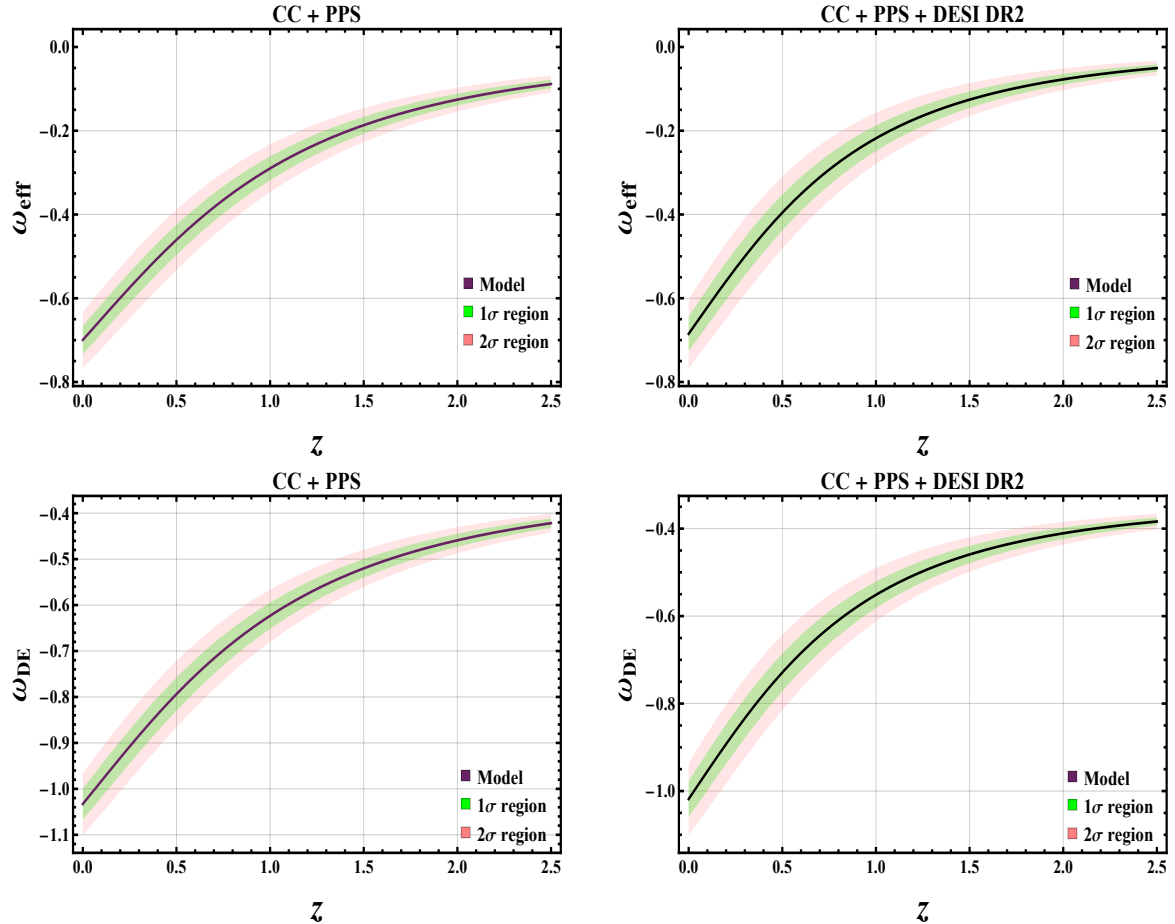 CC + PPS
0.0
−0.2
−0.4
−0.6
−0.8
ω_eff
Model
1σ region
2σ region
0.0 0.5 1.0 1.5 2.0 2.5
z
CC + PPS + DESI DR2
0.0
−0.2
−0.4
−0.6
−0.8
ω_eff
Model
1σ region
2σ region
0.0 0.5 1.0 1.5 2.0 2.5
z
CC + PPS
−0.4
−0.5
−0.6
−0.7
−0.8
−0.9
−1.0
−1.1
ω_DE
Model
1σ region
2σ region
0.0 0.5 1.0 1.5 2.0 2.5
z
CC + PPS + DESI DR2
−0.4
−0.6
−0.8
−1.0
ω_DE
Model
1σ region
2σ region
0.0 0.5 1.0 1.5 2.0 2.5
z